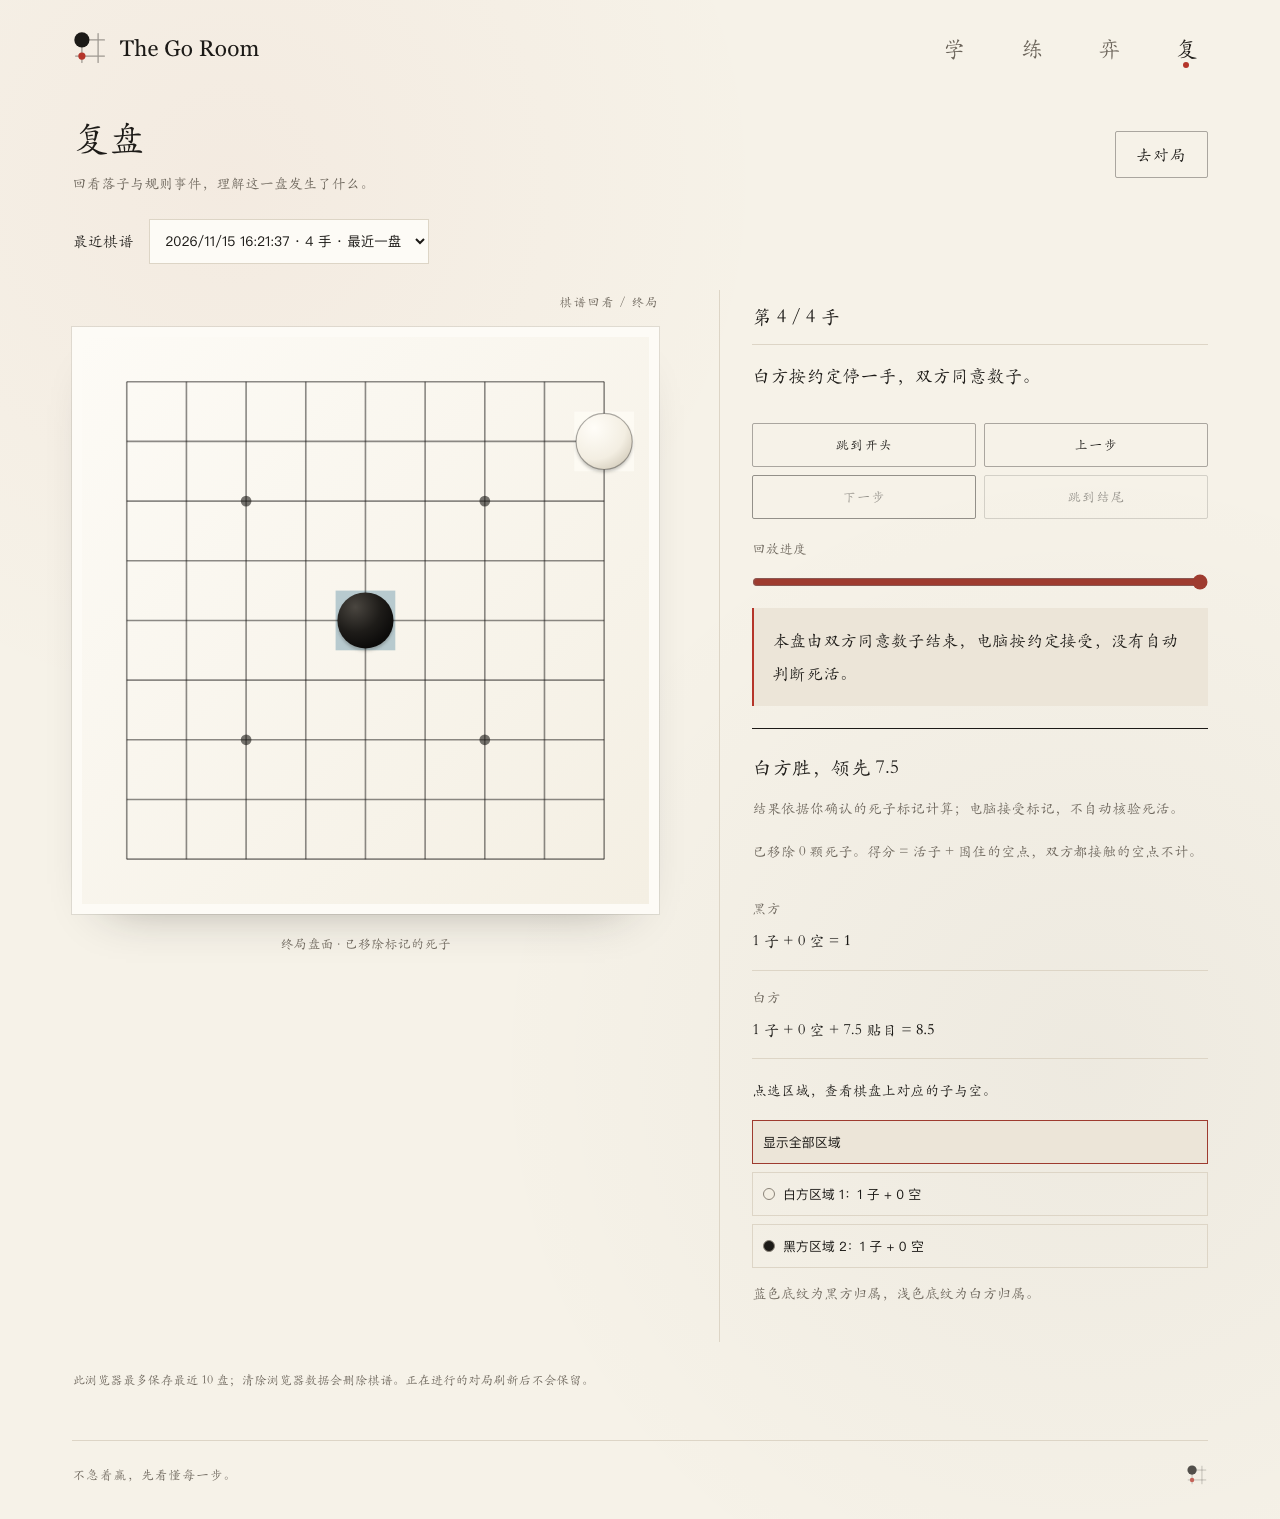 The Go Room
学 练 弈 复
复盘
去对局
回看落子与规则事件，理解这一盘发生了什么。
最近棋谱
2026/11/15 16:21:37 · 4 手 · 最近一盘
棋谱回看 / 终局
终局盘面 · 已移除标记的死子
第 4 / 4 手
白方按约定停一手，双方同意数子。
跳到开头
上一步
下一步
跳到结尾
回放进度
本盘由双方同意数子结束，电脑按约定接受，没有自动
判断死活。
白方胜，领先 7.5
结果依据你确认的死子标记计算；电脑接受标记，不自动核验死活。
已移除 0 颗死子。得分 = 活子 + 围住的空点，双方都接触的空点不计。
黑方
1 子 + 0 空 = 1
白方
1 子 + 0 空 + 7.5 贴目 = 8.5
点选区域，查看棋盘上对应的子与空。
显示全部区域
白方区域 1：1 子 + 0 空
黑方区域 2：1 子 + 0 空
蓝色底纹为黑方归属，浅色底纹为白方归属。
此浏览器最多保存最近 10 盘；清除浏览器数据会删除棋谱。正在进行的对局刷新后不会保留。
不急着赢，先看懂每一步。